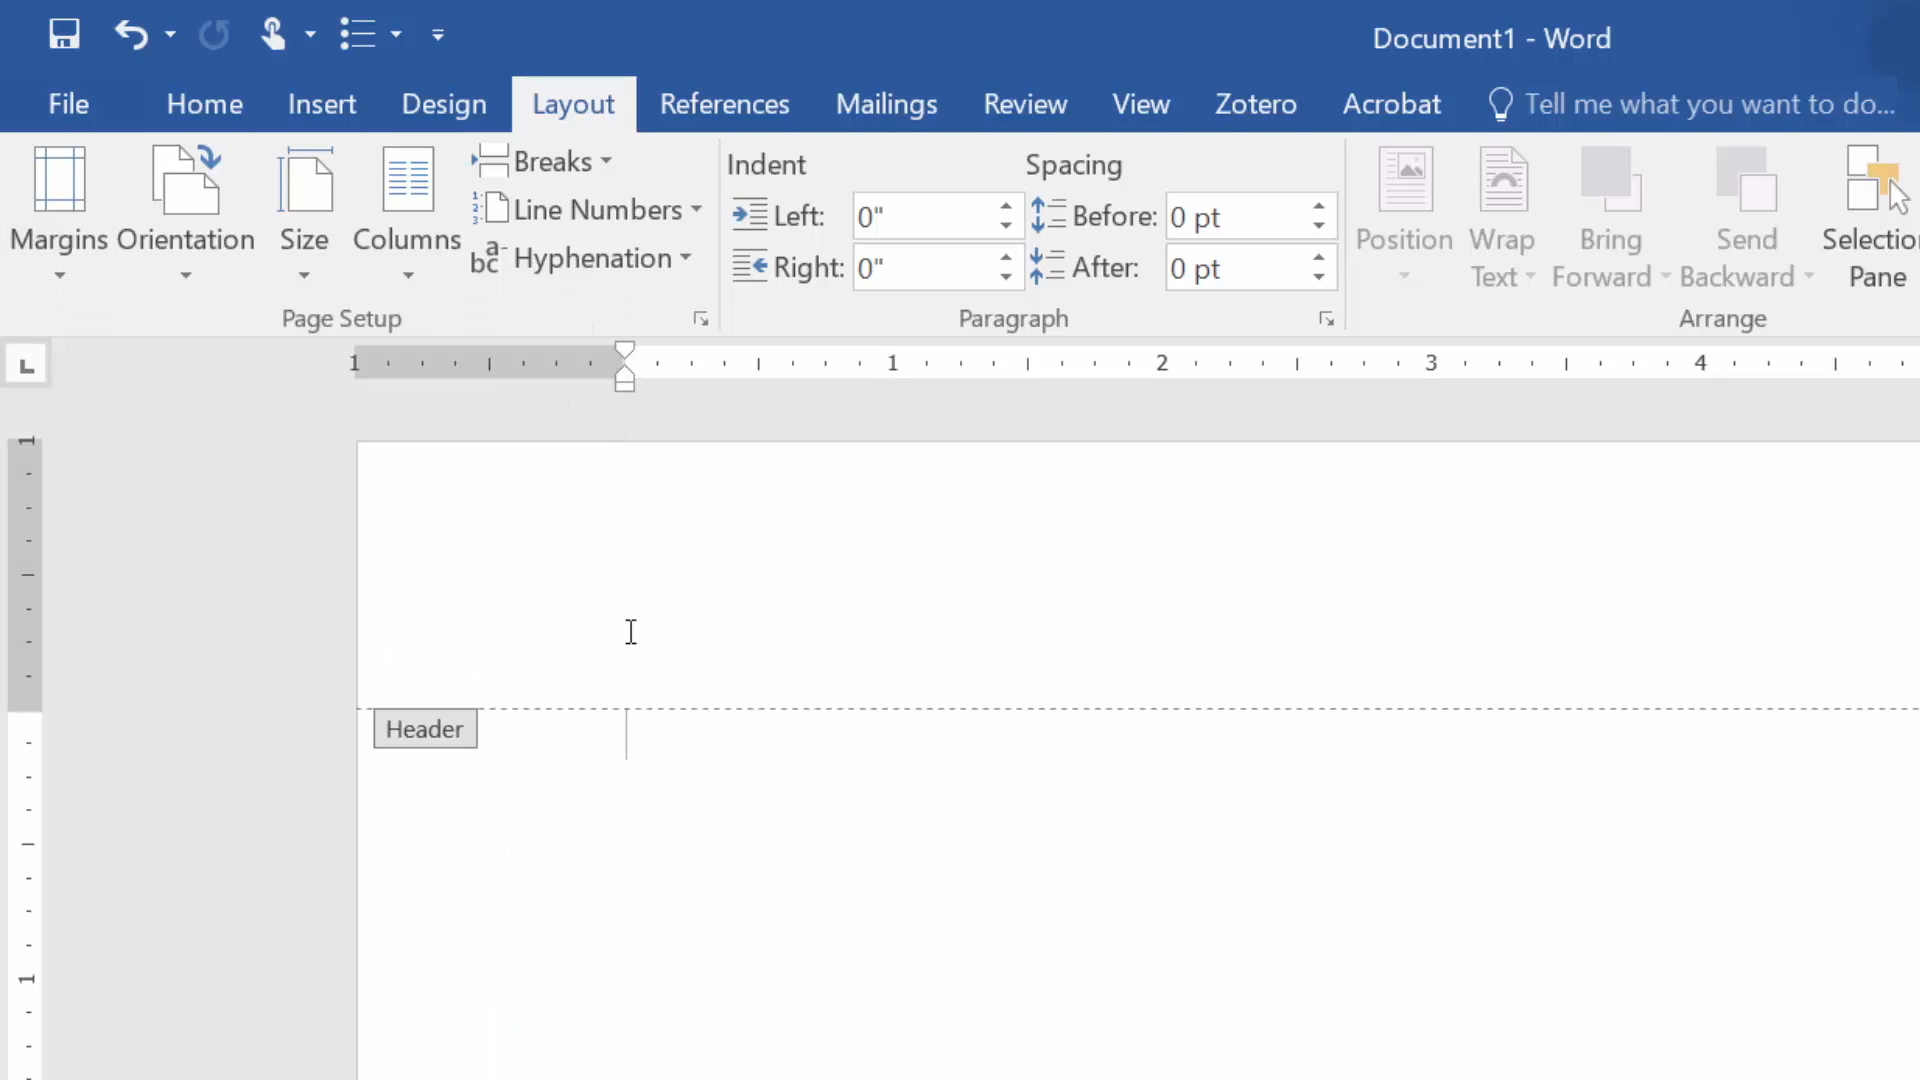 Document1 - Word
File Home Insert Design Layout References Mailings Review View Zotero Acrobat Tell me what you want to do...
Margins Orientation Size Columns
Breaks
Line Numbers
Hyphenation
Page Setup
Indent
Left: 0"
Right: 0"
Spacing
Before: 0 pt
After: 0 pt
Paragraph
Position
Wrap
Text
Bring
Forward
Send
Backward
Selectio
Pane
Arrange
L
1 1 2 3 4
1
Header
1